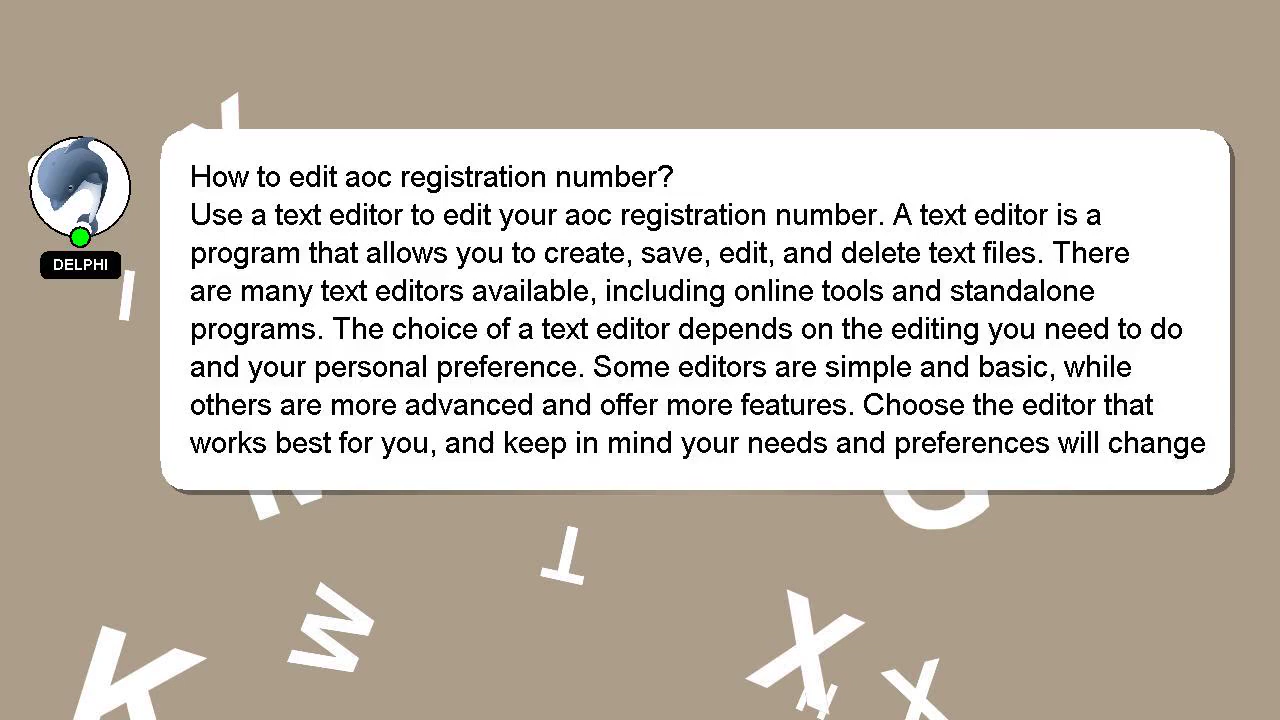 How to edit aoc registration number?
Use a text editor to edit your aoc registration number. A text editor is a
program that allows you to create, save, edit, and delete text files. There
are many text editors available, including online tools and standalone
programs. The choice of a text editor depends on the editing you need to do
and your personal preference. Some editors are simple and basic, while
others are more advanced and offer more features. Choose the editor that
works best for you, and keep in mind your needs and preferences will change
DELPHI
I
T
W
K
X
X
G